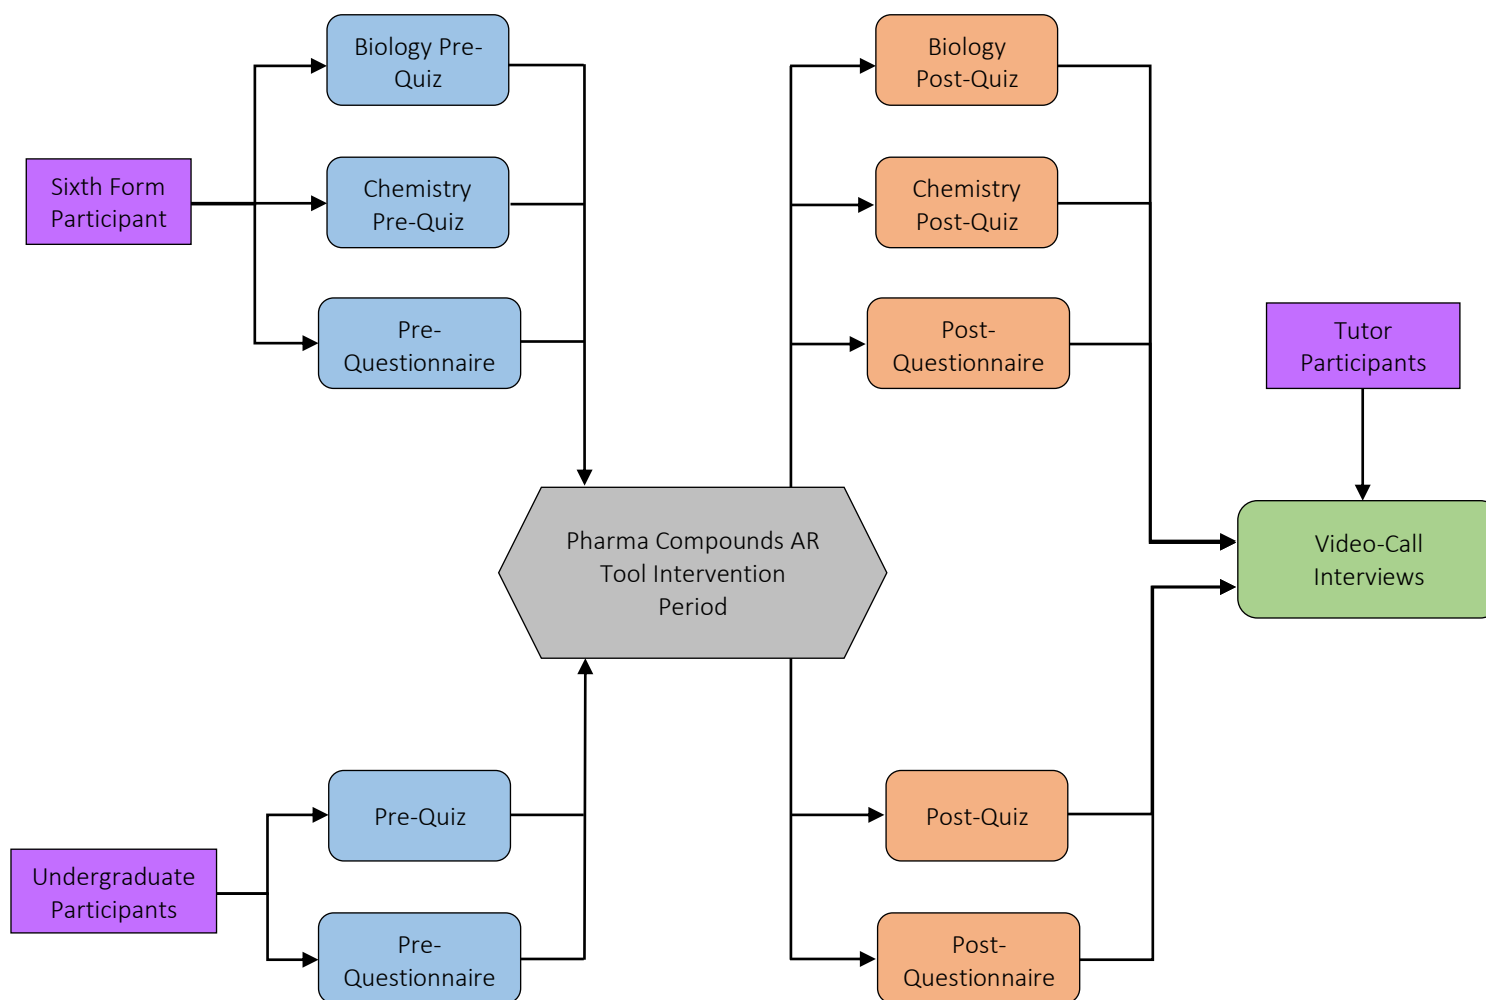 Biology Pre-
Quiz
Biology
Post-Quiz
Sixth Form
Participant
Chemistry
Pre-Quiz
Chemistry
Post-Quiz
Pre-
Questionnaire
Post-
Questionnaire
Tutor
Participants
Pharma Compounds AR
Tool Intervention
Period
Video-Call
Interviews
Pre-Quiz
Post-Quiz
Undergraduate
Participants
Pre-
Questionnaire
Post-
Questionnaire